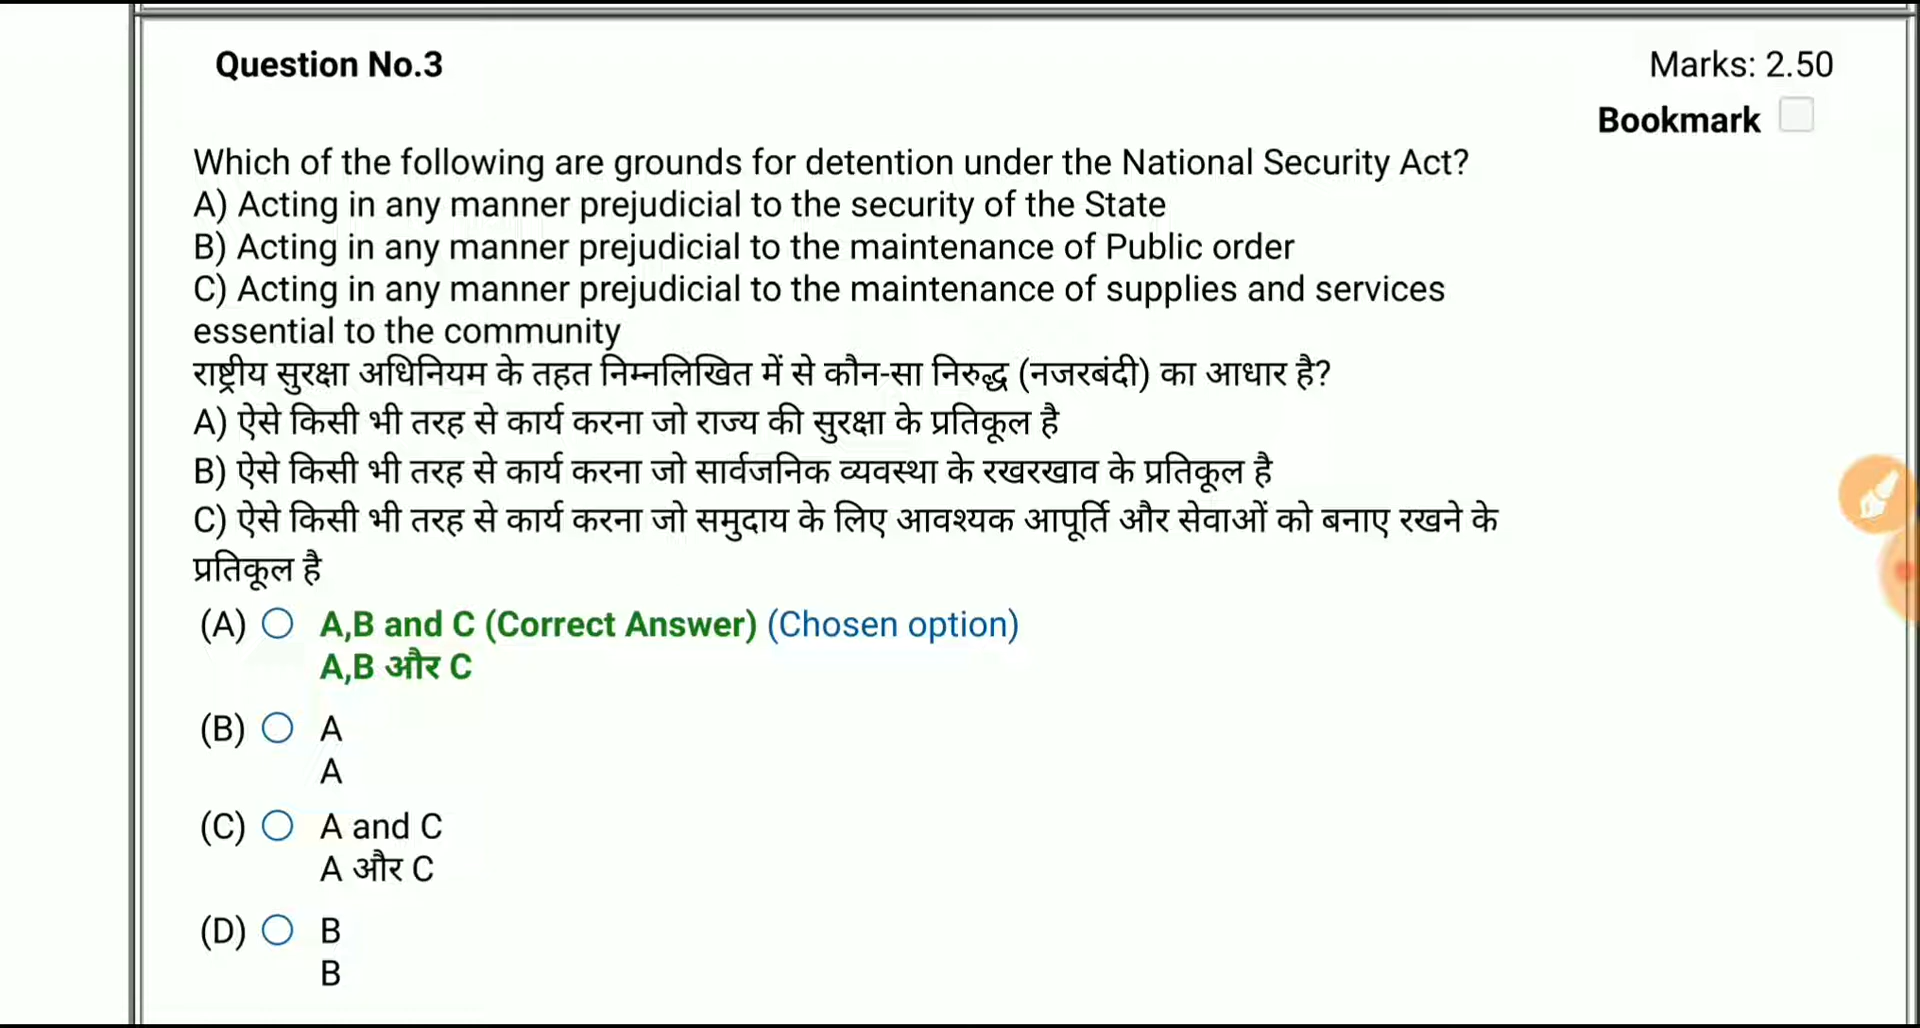 Question No.3
Marks: 2.50
Bookmark
Which of the following are grounds for detention under the National Security Act?
A) Acting in any manner prejudicial to the security of the State
B) Acting in any manner prejudicial to the maintenance of Public order
C) Acting in any manner prejudicial to the maintenance of supplies and services
essential to the community
राष्ट्रीय सुरक्षा अधिनियम के तहत निम्नलिखित में से कौन-सा निरुद्ध (नजरबंदी) का आधार है?
A) ऐसे किसी भी तरह से कार्य करना जो राज्य की सुरक्षा के प्रतिकूल है
B) ऐसे किसी भी तरह से कार्य करना जो सार्वजनिक व्यवस्था के रखरखाव के प्रतिकूल है
C) ऐसे किसी भी तरह से कार्य करना जो समुदाय के लिए आवश्यक आपूर्ति और सेवाओं को बनाए रखने के
प्रतिकूल है
(A) A,B and C (Correct Answer) (Chosen option)
A,B और C
(B) A
A
(C) A and C
A और C
(D) B
B